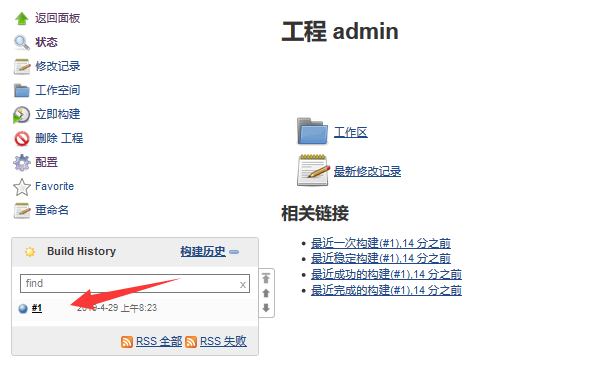 返回面板
状态
修改记录
工作空间
立即构建
删除 工程
配置
Favorite
重命名
Build History 构建历史
find x
#1 2019-4-29 上午8:23
RSS 全部 RSS 失败
工程 admin
工作区
最新修改记录
相关链接
最近一次构建(#1),14 分之前
最近稳定构建(#1),14 分之前
最近成功的构建(#1),14 分之前
最近完成的构建(#1),14 分之前